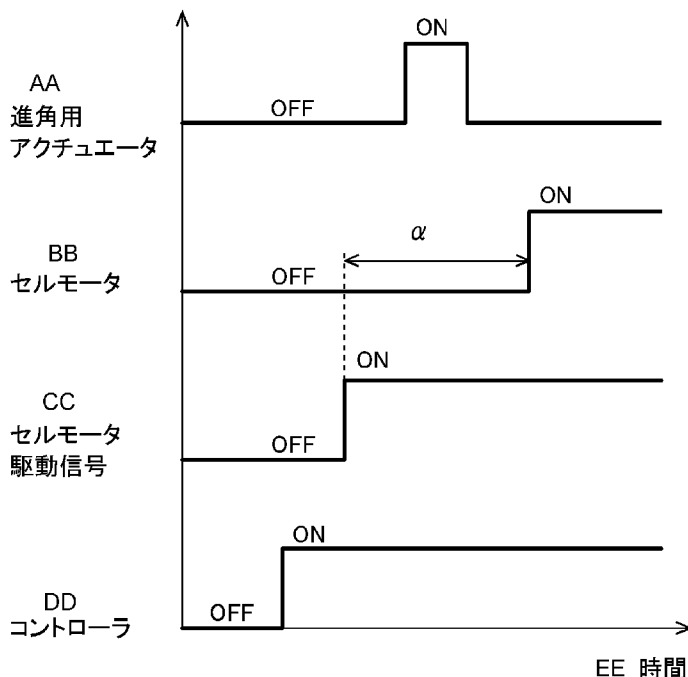 ON
AA
進角用
アクチュエータ
OFF
ON
α
BB
セルモータ
OFF
ON
CC
セルモータ
駆動信号
OFF
ON
DD
コントローラ
OFF
EE 時間